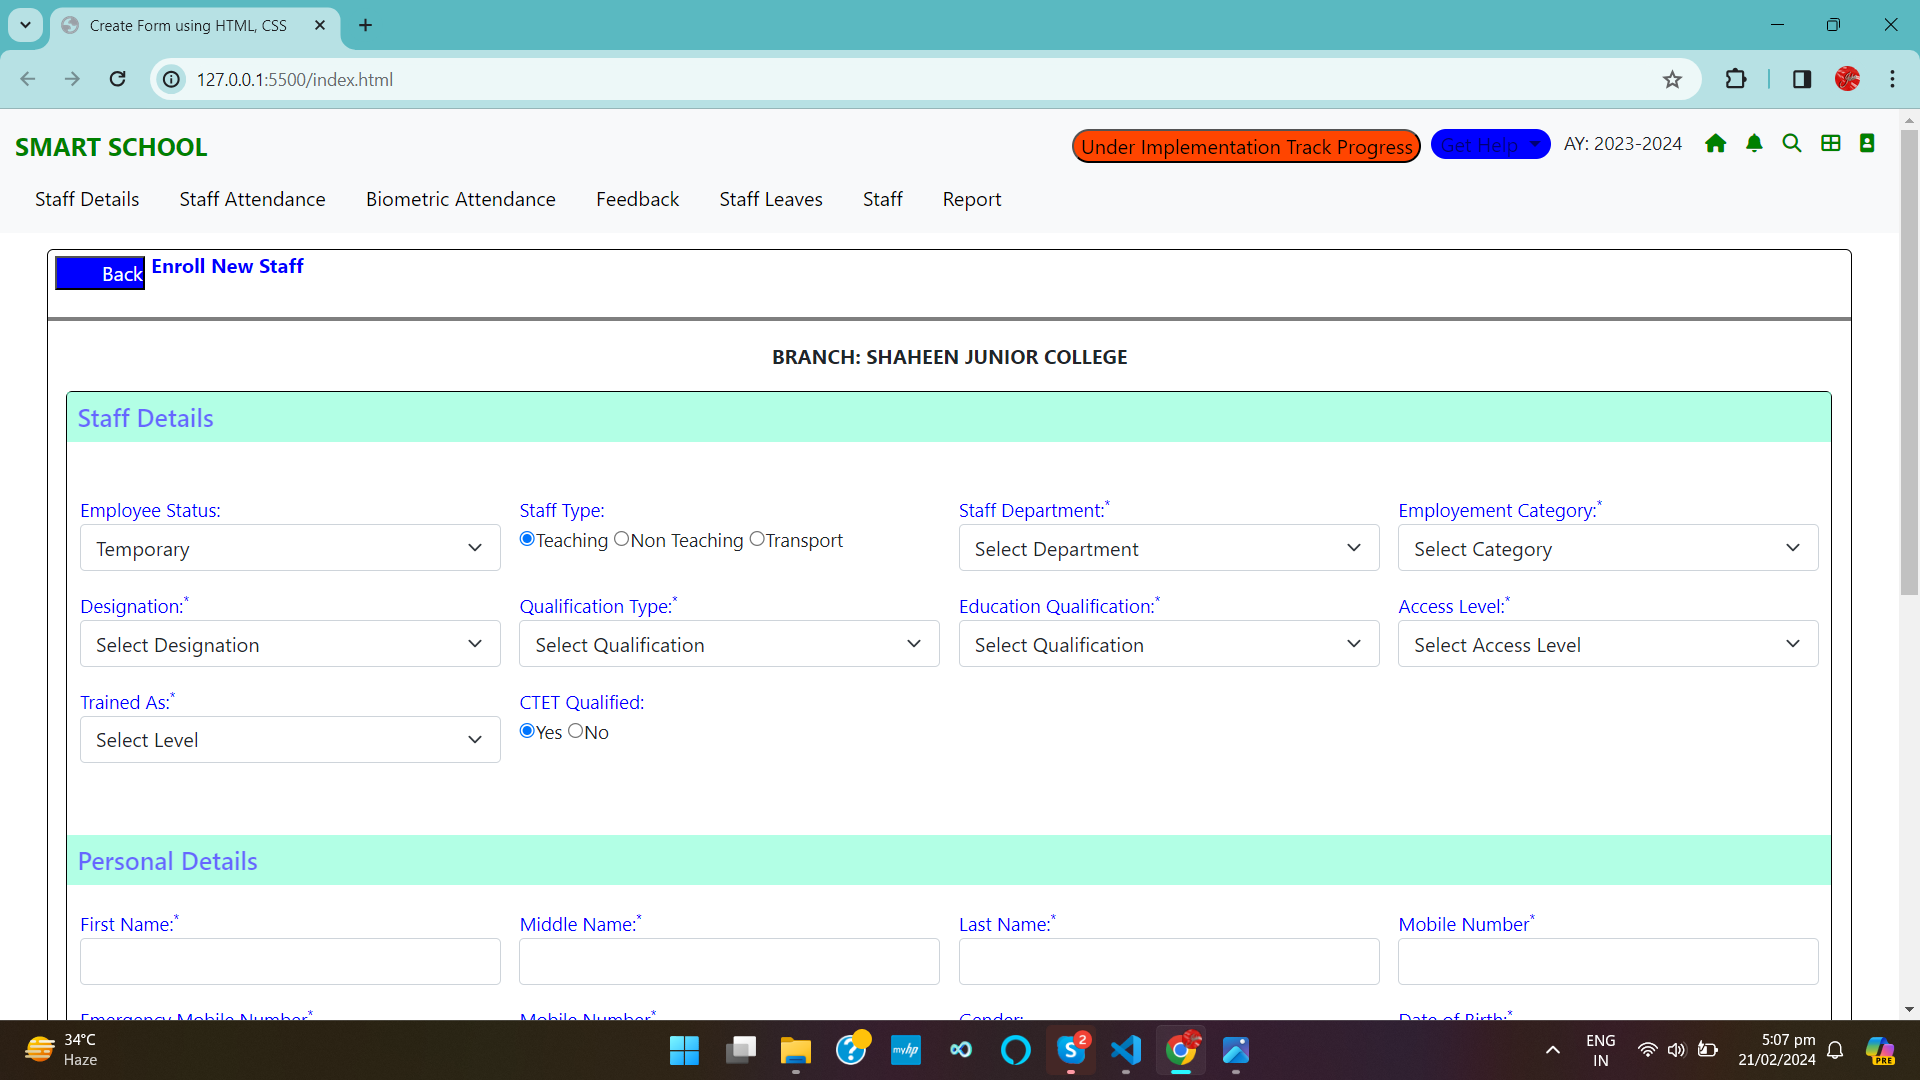 Create Form using HTML, CSS
127.0.0.1:5500/index.html
SMART SCHOOL
Under Implementation Track Progress
Get Help
AY: 2023-2024
Staff Details Staff Attendance Biometric Attendance Feedback Staff Leaves Staff Report
Back Enroll New Staff
BRANCH: SHAHEEN JUNIOR COLLEGE
Staff Details
Employee Status: Staff Type: Staff Department:* Employement Category:*
Temporary Teaching Non Teaching Transport Select Department Select Category
Designation:* Qualification Type:* Education Qualification:* Access Level:*
Select Designation Select Qualification Select Qualification Select Access Level
Trained As:* CTET Qualified:
Select Level Yes No
Personal Details
First Name:* Middle Name:* Last Name:* Mobile Number*
Emergency Mobile Number* Mobile Number* Gender: Date of Birth:*
34°C
Haze
myhp
2
ENG
IN
5:07 pm
21/02/2024
PRE